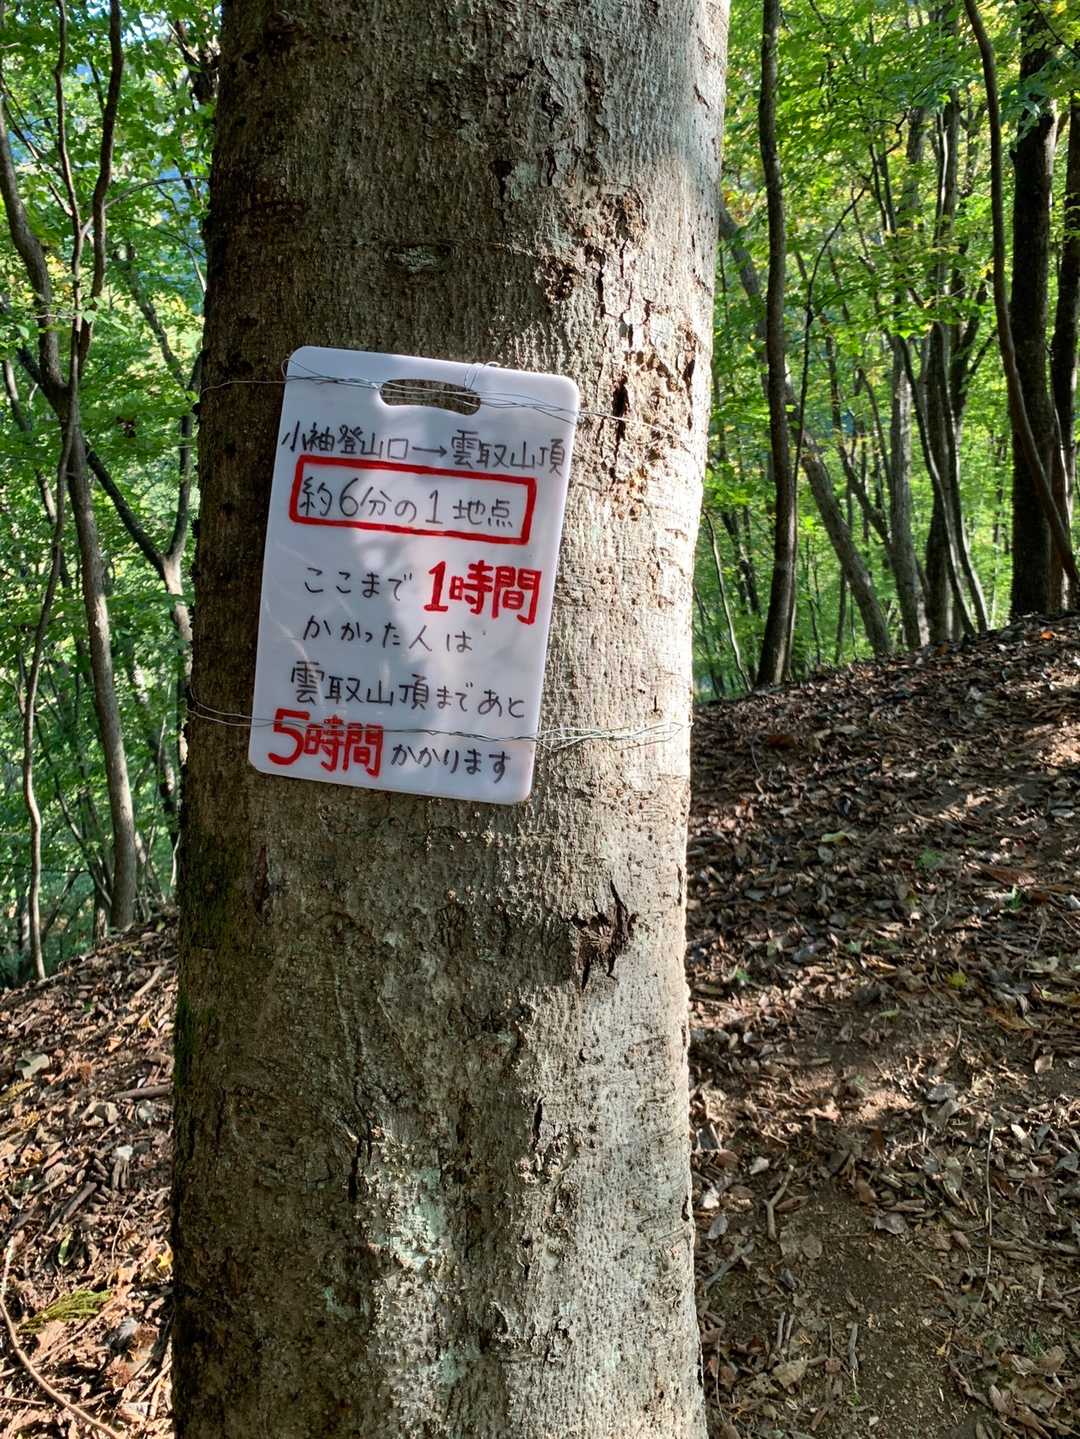 小袖登山口→雲取山頂
約6分の1地点
ここまで1時間
かかった人は
雲取山頂まであと
5時間かかります